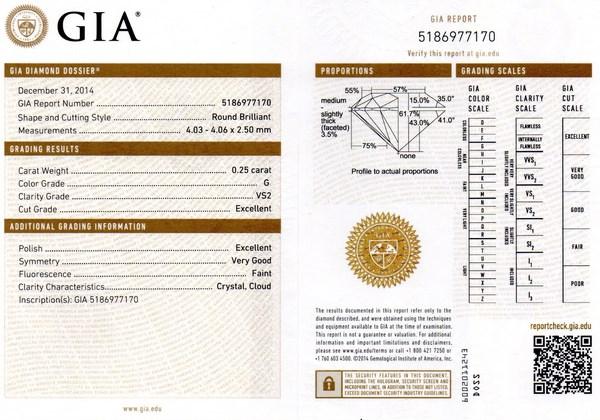 GIA®
GIA REPORT
5186977170
Verify this report at gia.edu
GIA DIAMOND DOSSIER®
December 31, 2014
GIA Report Number 5186977170
Shape and Cutting Style Round Brilliant
Measurements 4.03 - 4.06 x 2.50 mm
GRADING RESULTS
Carat Weight 0.25 carat
Color Grade G
Clarity Grade VS2
Cut Grade Excellent
ADDITIONAL GRADING INFORMATION
Polish Excellent
Symmetry Very Good
Fluorescence Faint
Clarity Characteristics Crystal, Cloud
Inscription(s): GIA 5186977170
www.gia.edu
PROPORTIONS
55%
57%
medium
-
slightly
thick
(faceted)
3.5%
15.0%
35.0°
61.7%
43.0%
41.0°
75%
none
Profile to actual proportions
The results documented in this report refer only to the
diamond described, and were obtained using the techniques
and equipment available to GIA at the time of examination.
This report is not a guarantee or valuation. For additional
information and important limitations and disclaimers,
please see www.gia.edu/terms or call +1 800 421 7250 or
+1 760 603 4500. ©2014 Gemological Institute of America, Inc.
THE SECURITY FEATURES IN THIS DOCUMENT,
INCLUDING THE HOLOGRAM, SECURITY SCREEN AND
MICROPRINT LINES, IN ADDITION TO THOSE NOT LISTED,
EXCEED DOCUMENT SECURITY INDUSTRY GUIDELINES.
GRADING SCALES
GIA
COLOR
SCALE
D
E
F
G
H
I
J
K
L
M
N
O
P
Q
R
S
T
U
V
W
X
Y
Z
COLORLESS
NEAR COLORLESS
FAINT
VERY LIGHT
LIGHT
GIA
CLARITY
SCALE
FLAWLESS
INTERNALLY
FLAWLESS
VVS1
VVS2
VS1
VS2
SI1
SI2
I1
I2
I3
VERY VERY SLIGHTLY INCLUDED
VERY SLIGHTLY INCLUDED
SLIGHTLY INCLUDED
INCLUDED
GIA
CUT
SCALE
EXCELLENT
VERY
GOOD
GOOD
FAIR
POOR
reportcheck.gia.edu